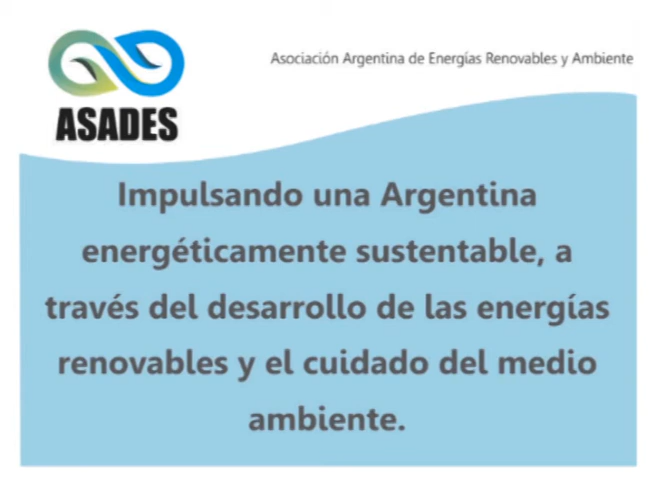 Asociación Argentina de Energías Renovables y Ambiente
ASADES
Impulsando una Argentina
energéticamente sustentable, a
través del desarrollo de las energías
renovables y el cuidado del medio
ambiente.